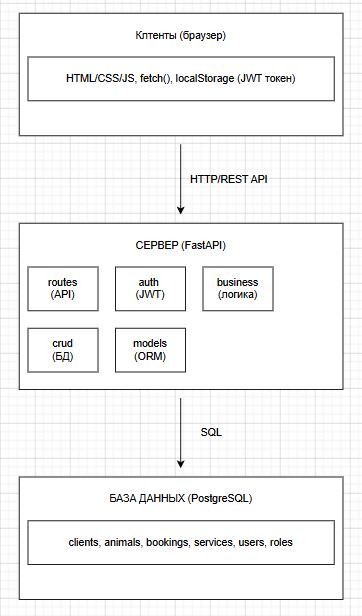 Клтенты (браузер)
HTML/CSS/JS, fetch(), localStorage (JWT токен)
HTTP/REST API
СЕРВЕР (FastAPI)
routes
(API)
auth
(JWT)
business
(логика)
crud
(БД)
models
(ORM)
SQL
БАЗА ДАННЫХ (PostgreSQL)
clients, animals, bookings, services, users, roles